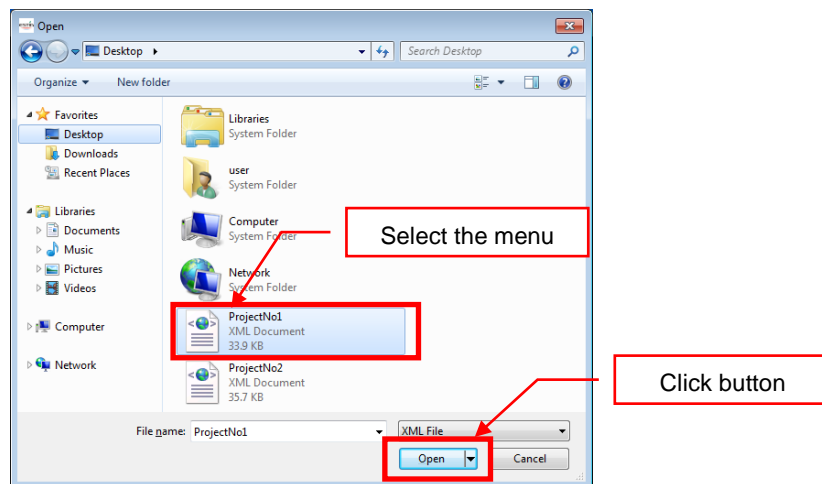 Open
Desktop
Search Desktop
Organize
New folder
Favorites
Desktop
Downloads
Recent Places
Libraries
Documents
Music
Pictures
Videos
Computer
Network
Libraries
System Folder
user
System Folder
Computer
System Folder
Network
System Folder
ProjectNo1
XML Document
33.9 KB
ProjectNo2
XML Document
35.7 KB
Select the menu
Click button
File name: ProjectNo1
XML File
Open
Cancel